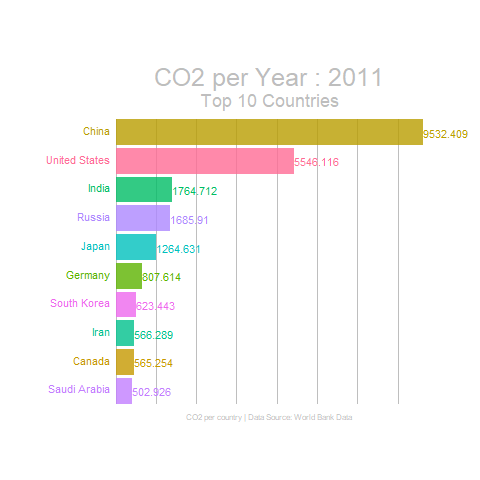 CO2 per Year : 2011
Top 10 Countries
China 9532.409
United States 5546.116
India 1764.712
Russia 1685.91
Japan 1264.631
Germany 807.614
South Korea 623.443
Iran 566.289
Canada 565.254
Saudi Arabia 502.926
CO2 per country | Data Source: World Bank Data